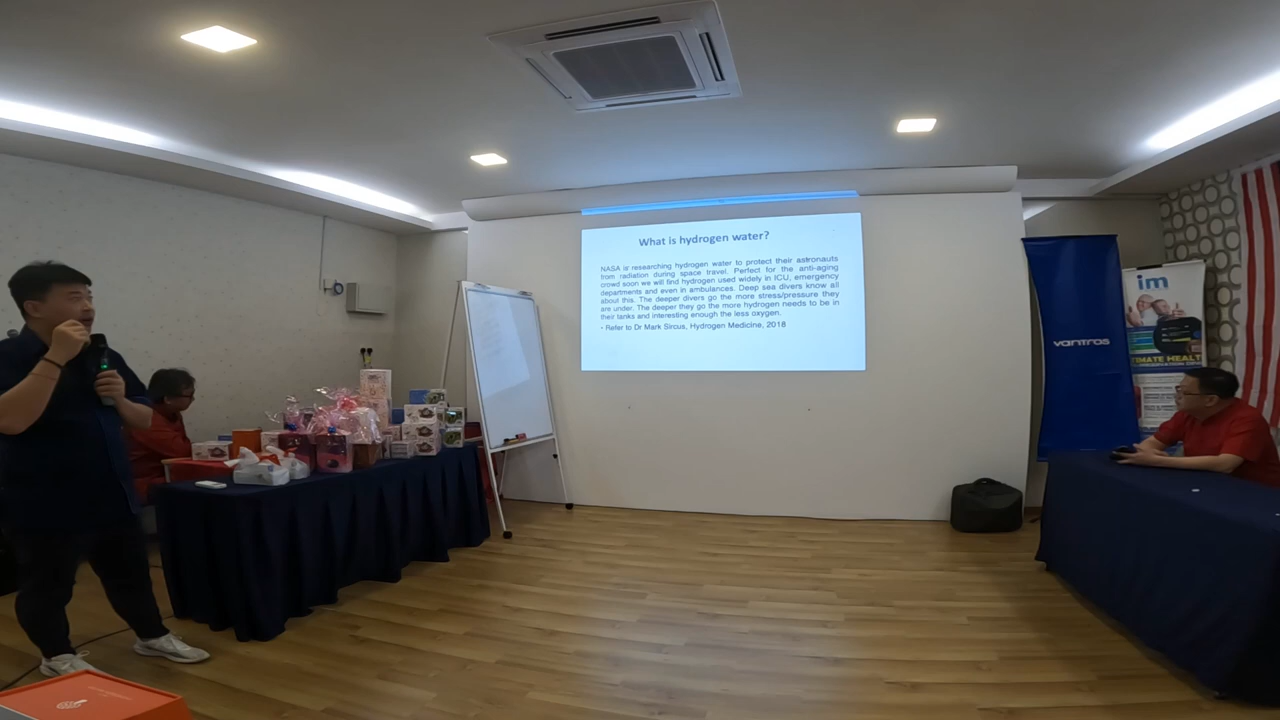 What is hydrogen water?
NASA is researching hydrogen water to protect their astronauts
from radiation during space travel. Perfect for the anti-aging
crowd soon we will find hydrogen used widely in ICU, emergency
departments and even in ambulances. Deep sea divers know all
about this. The deeper divers go the more stress/pressure they
are under. The deeper they go the more hydrogen needs to be in
their tanks and interesting enough the less oxygen.
- Refer to Dr Mark Sircus, Hydrogen Medicine, 2018
vantros
im
TIMATE HEALT